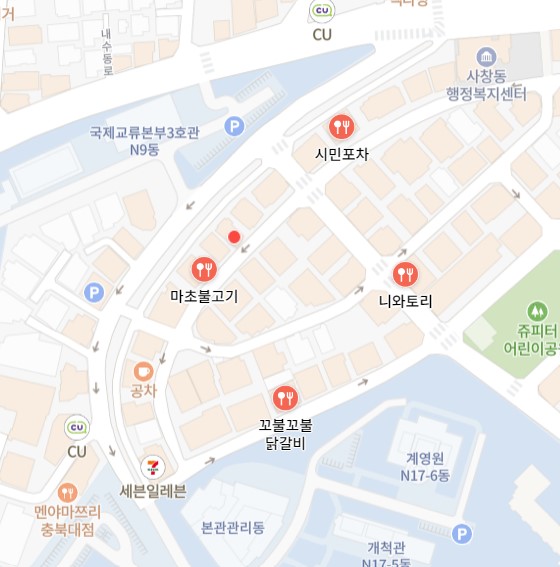 거
내수동로
CU
CU
사창동
행정복지센터
국제교류본부3호관
N9동
P
시민포차
마초불고기
니와토리
P
쥬피터
어린이공
공차
꼬불꼬불
닭갈비
CU
CU
7
세븐일레븐
멘야마쯔리
충북대점
계영원
N17-6동
본관관리동
P
개척관
N17-5동